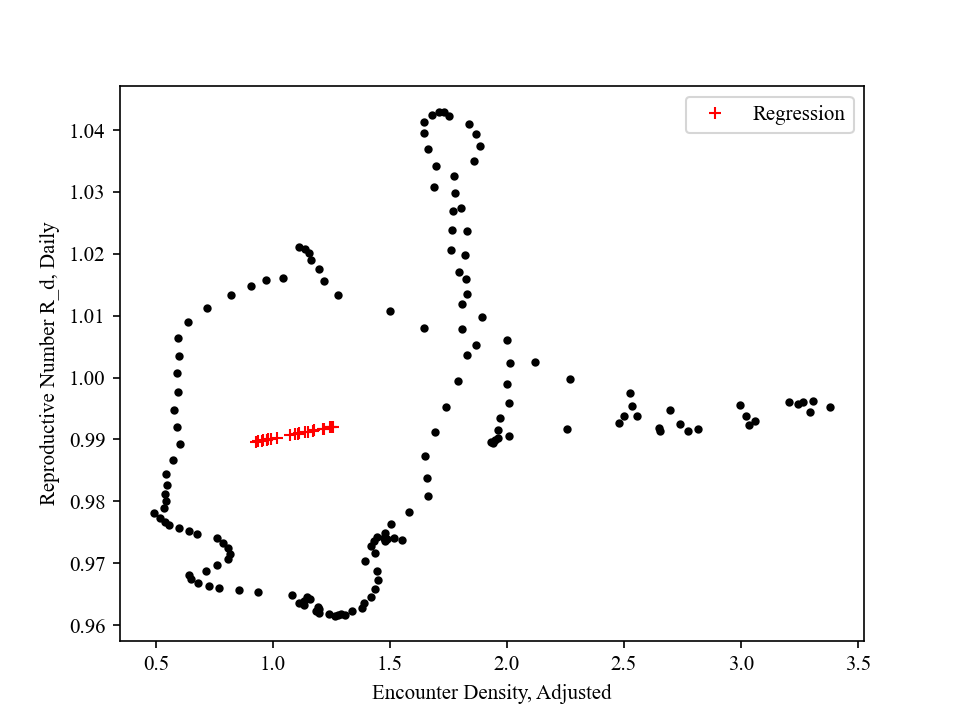 Regression
1.04
1.03
1.02
1.01
1.00
0.99
0.98
0.97
0.96
Reproductive Number R_d, Daily
0.5 1.0 1.5 2.0 2.5 3.0 3.5
Encounter Density, Adjusted